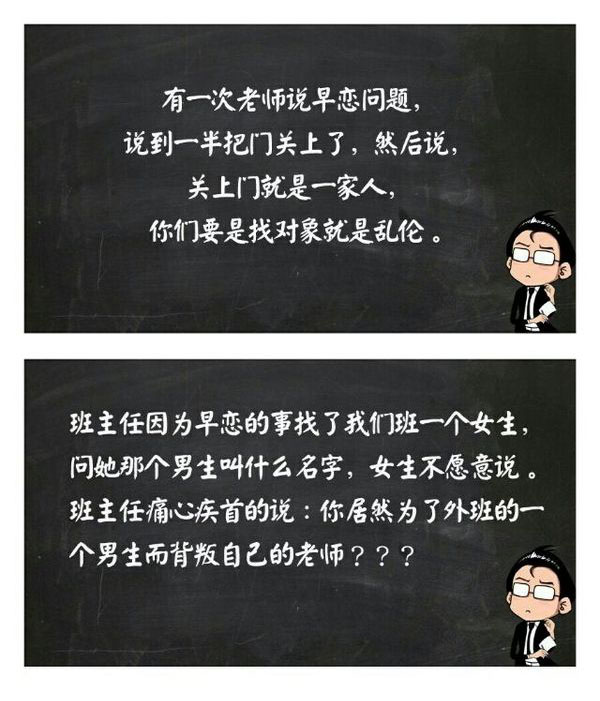 有一次老师说早恋问题，
说到一半把门关上了，然后说，
关上门就是一家人，
你们要是找对象就是乱伦。
班主任因为早恋的事找了我们班一个女生，
问她那个男生叫什么名字，女生不愿意说。
班主任痛心疾首的说：你居然为了外班的一
个男生而背叛自己的老师？？？